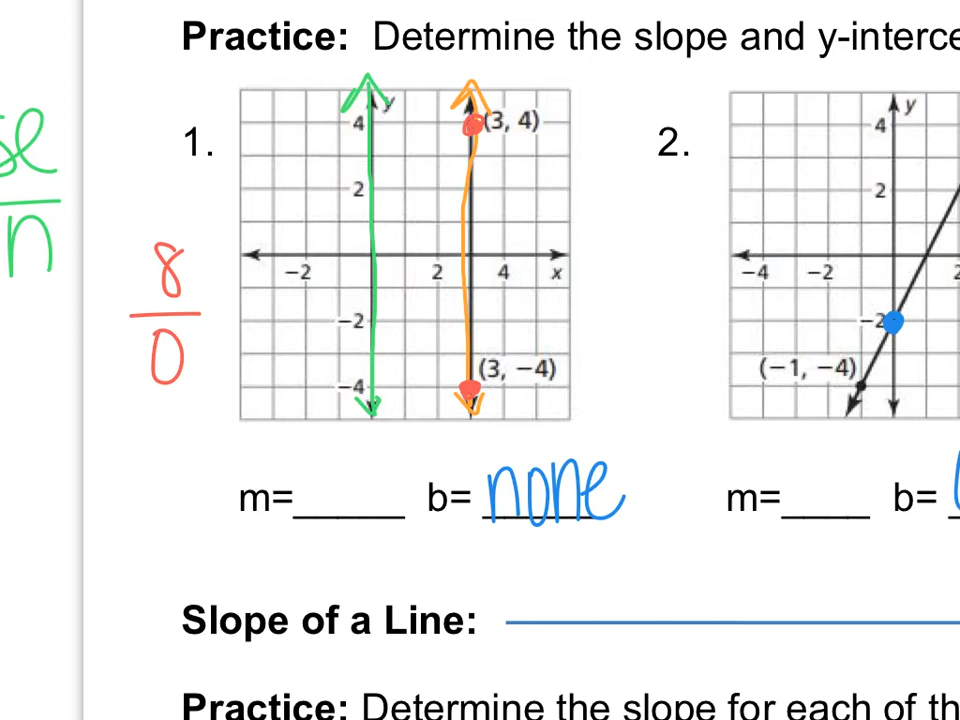 Practice: Determine the slope and y-interce
1.
y
4
(3, 4)
2
-2
2
4
x
-2
(3, -4)
-4
8
0
n
2.
y
4
2
-4
-2
2
-2
(-1, -4)
m=_____ b= none
m=____ b=
Slope of a Line:
Practice: Determine the slope for each of th